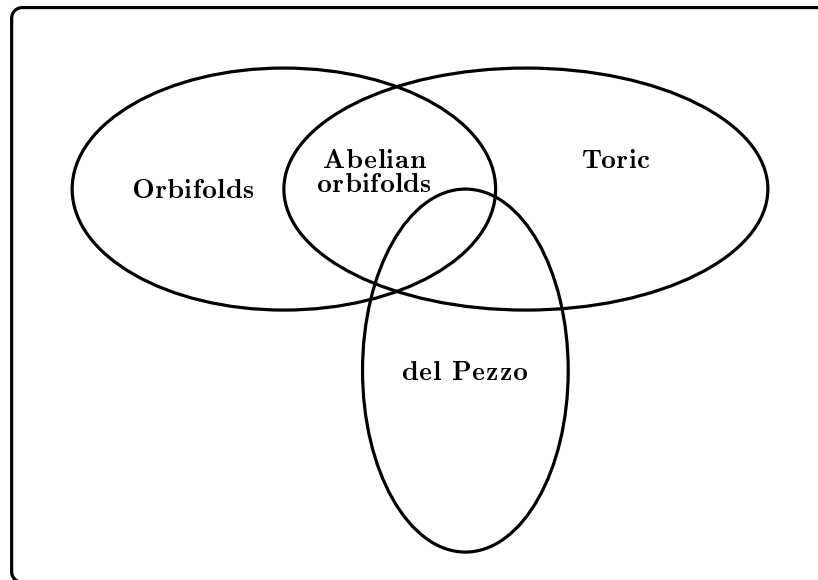 Abelian
orbifolds
Toric
Orbifolds
del Pezzo